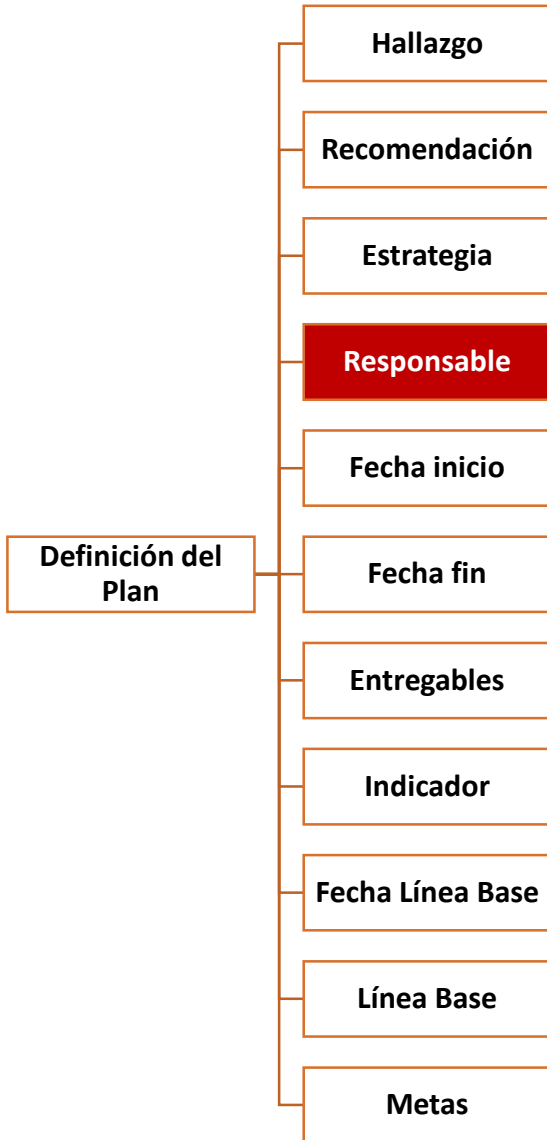 Hallazgo
Recomendación
Estrategia
Responsable
Fecha inicio
Definición del
Plan
Fecha fin
Entregables
Indicador
Fecha Línea Base
Línea Base
Metas